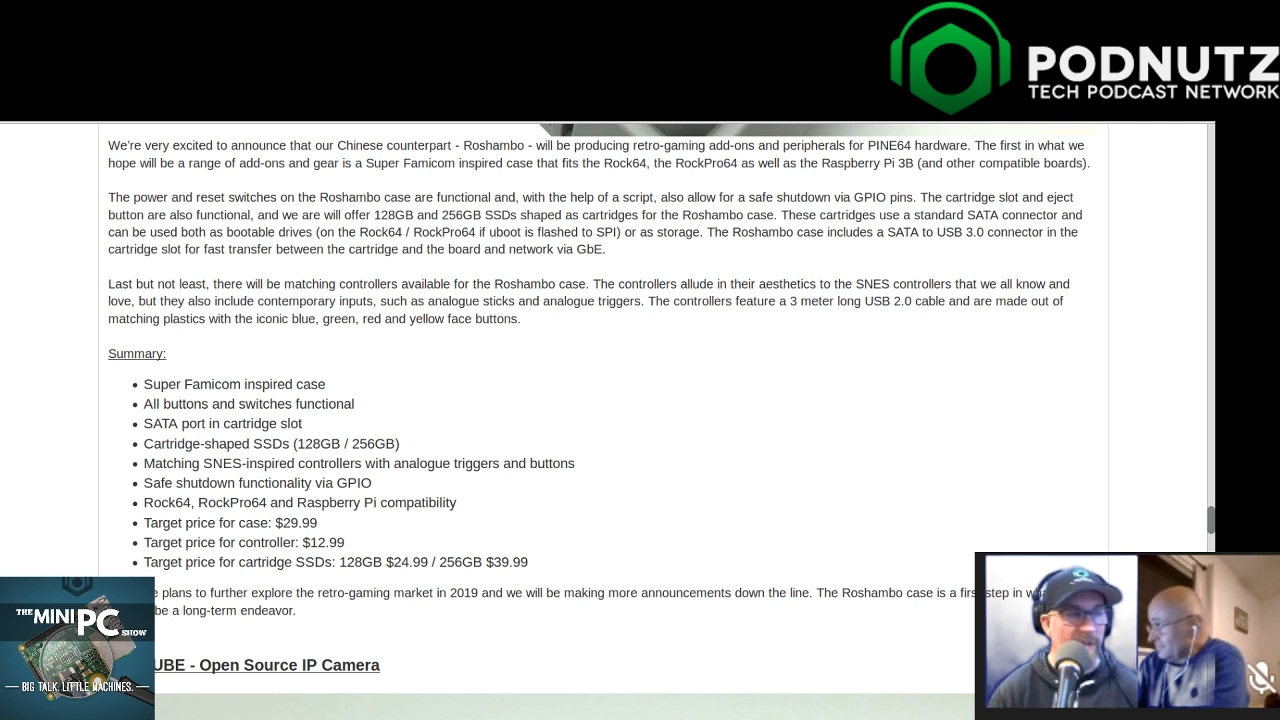 PODNUTZ
TECH PODCAST NETWORK
We're very excited to announce that our Chinese counterpart - Roshambo - will be producing retro-gaming add-ons and peripherals for PINE64 hardware. The first in what we
hope will be a range of add-ons and gear is a Super Famicom inspired case that fits the Rock64, the RockPro64 as well as the Raspberry Pi 3B (and other compatible boards).
The power and reset switches on the Roshambo case are functional and, with the help of a script, also allow for a safe shutdown via GPIO pins. The cartridge slot and eject
button are also functional, and we are will offer 128GB and 256GB SSDs shaped as cartridges for the Roshambo case. These cartridges use a standard SATA connector and
can be used both as bootable drives (on the Rock64 / RockPro64 if uboot is flashed to SPI) or as storage. The Roshambo case includes a SATA to USB 3.0 connector in the
cartridge slot for fast transfer between the cartridge and the board and network via GbE.
Last but not least, there will be matching controllers available for the Roshambo case. The controllers allude in their aesthetics to the SNES controllers that we all know and
love, but they also include contemporary inputs, such as analogue sticks and analogue triggers. The controllers feature a 3 meter long USB 2.0 cable and are made out of
matching plastics with the iconic blue, green, red and yellow face buttons.
Summary:
• Super Famicom inspired case
• All buttons and switches functional
• SATA port in cartridge slot
• Cartridge-shaped SSDs (128GB / 256GB)
• Matching SNES-inspired controllers with analogue triggers and buttons
• Safe shutdown functionality via GPIO
• Rock64, RockPro64 and Raspberry Pi compatibility
• Target price for case: $29.99
• Target price for controller: $12.99
• Target price for cartridge SSDs: 128GB $24.99 / 256GB $39.99
plans to further explore the retro-gaming market in 2019 and we will be making more announcements down the line. The Roshambo case is a first step in
be a long-term endeavor.
UBE - Open Source IP Camera
THE MINI PC SHOW
— BIG TALK. LITTLE MACHINES. —